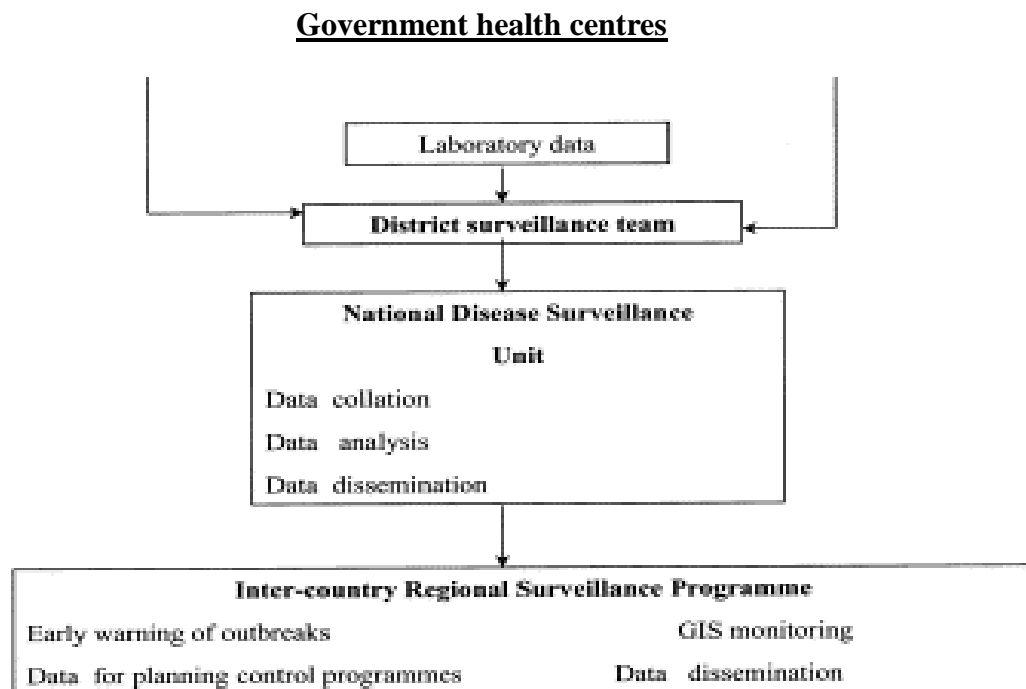 Government health centres
Laboratory data
District surveillance team
National Disease Surveillance
Unit
Data collation
Data analysis
Data dissemination
Inter-country Regional Surveillance Programme
Early warning of outbreaks GIS monitoring
Data for planning control programmes Data dissemination